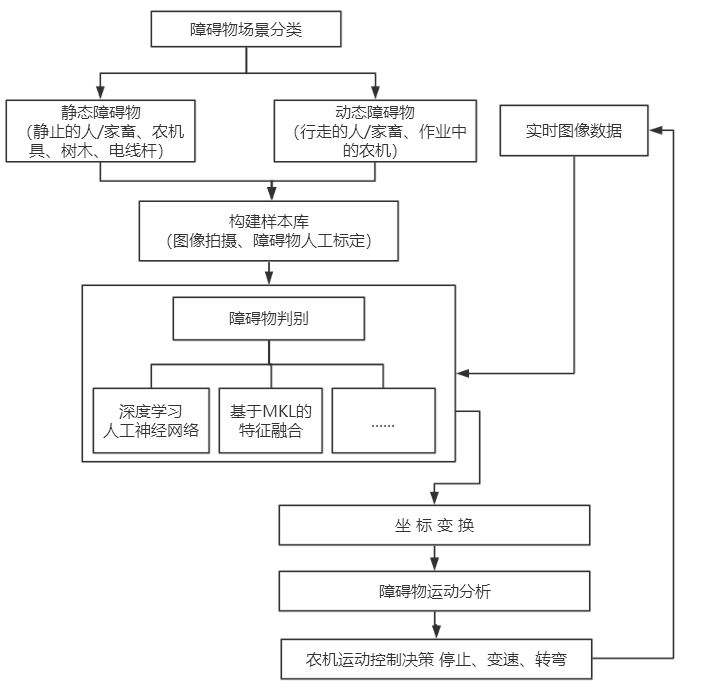 障碍物场景分类
静态障碍物
（静止的人/家畜、农机
具、树木、电线杆）
动态障碍物
（行走的人/家畜、作业中
的农机）
实时图像数据
构建样本库
（图像拍摄、障碍物人工标定）
障碍物判别
深度学习
人工神经网络
基于MKL的
特征融合
......
坐 标 变 换
障碍物运动分析
农机运动控制决策 停止、变速、转弯